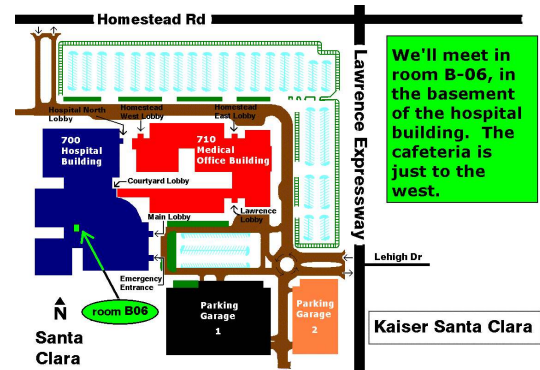 Homestead Rd
Lawrence Expressway
We'll meet in
room B-06, in
the basement
of the hospital
building. The
cafeteria is
just to the
west.
Hospital North
Lobby
Homestead
West Lobby
Homestead
East Lobby
700
Hospital
Building
710
Medical
Office Building
Courtyard Lobby
Main Lobby
Lawrence
Lobby
Emergency
Entrance
Lehigh Dr
N
room B06
Parking
Garage
1
Parking
Garage
2
Santa
Clara
Kaiser Santa Clara